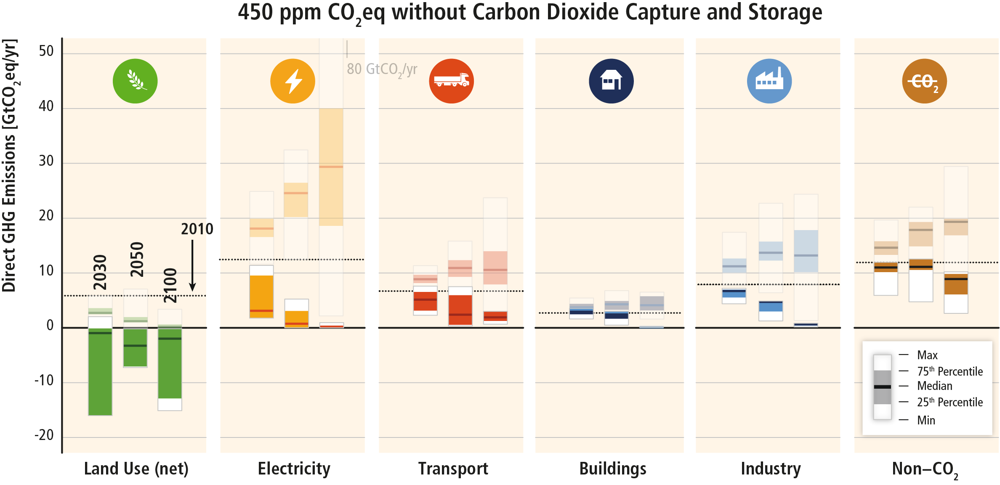 450 ppm CO2eq without Carbon Dioxide Capture and Storage
Direct GHG Emissions [GtCO2eq/yr]
50
40
30
20
10
0
-10
-20
80 GtCO2/yr
2010
2030
2050
2100
CO2
Max
75th Percentile
Median
25th Percentile
Min
Land Use (net)
Electricity
Transport
Buildings
Industry
Non–CO2